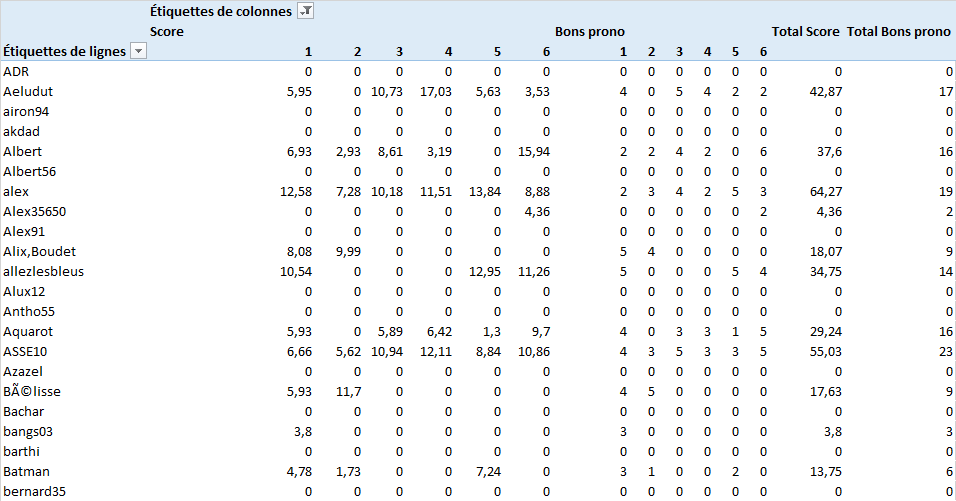 Étiquettes de colonnes
Score Bons prono Total Score Total Bons prono
Étiquettes de lignes 1 2 3 4 5 6 1 2 3 4 5 6
ADR 0 0 0 0 0 0 0 0 0 0 0 0 0 0
Aeludut 5,95 0 10,73 17,03 5,63 3,53 4 0 5 4 2 2 42,87 17
airon94 0 0 0 0 0 0 0 0 0 0 0 0 0 0
akdad 0 0 0 0 0 0 0 0 0 0 0 0 0 0
Albert 6,93 2,93 8,61 3,19 0 15,94 2 2 4 2 0 6 37,6 16
Albert56 0 0 0 0 0 0 0 0 0 0 0 0 0 0
alex 12,58 7,28 10,18 11,51 13,84 8,88 2 3 4 2 5 3 64,27 19
Alex35650 0 0 0 0 0 4,36 0 0 0 0 0 2 4,36 2
Alex91 0 0 0 0 0 0 0 0 0 0 0 0 0 0
Alix,Boudet 8,08 9,99 0 0 0 0 5 4 0 0 0 0 18,07 9
allezlesbleus 10,54 0 0 0 12,95 11,26 5 0 0 0 5 4 34,75 14
Alux12 0 0 0 0 0 0 0 0 0 0 0 0 0 0
Antho55 0 0 0 0 0 0 0 0 0 0 0 0 0 0
Aquarot 5,93 0 5,89 6,42 1,3 9,7 4 0 3 3 1 5 29,24 16
ASSE10 6,66 5,62 10,94 12,11 8,84 10,86 4 3 5 3 3 5 55,03 23
Azazel 0 0 0 0 0 0 0 0 0 0 0 0 0 0
BÃ©lisse 5,93 11,7 0 0 0 0 4 5 0 0 0 0 17,63 9
Bachar 0 0 0 0 0 0 0 0 0 0 0 0 0 0
bangs03 3,8 0 0 0 0 0 3 0 0 0 0 0 3,8 3
barthi 0 0 0 0 0 0 0 0 0 0 0 0 0 0
Batman 4,78 1,73 0 0 7,24 0 3 1 0 0 2 0 13,75 6
bernard35 0 0 0 0 0 0 0 0 0 0 0 0 0 0